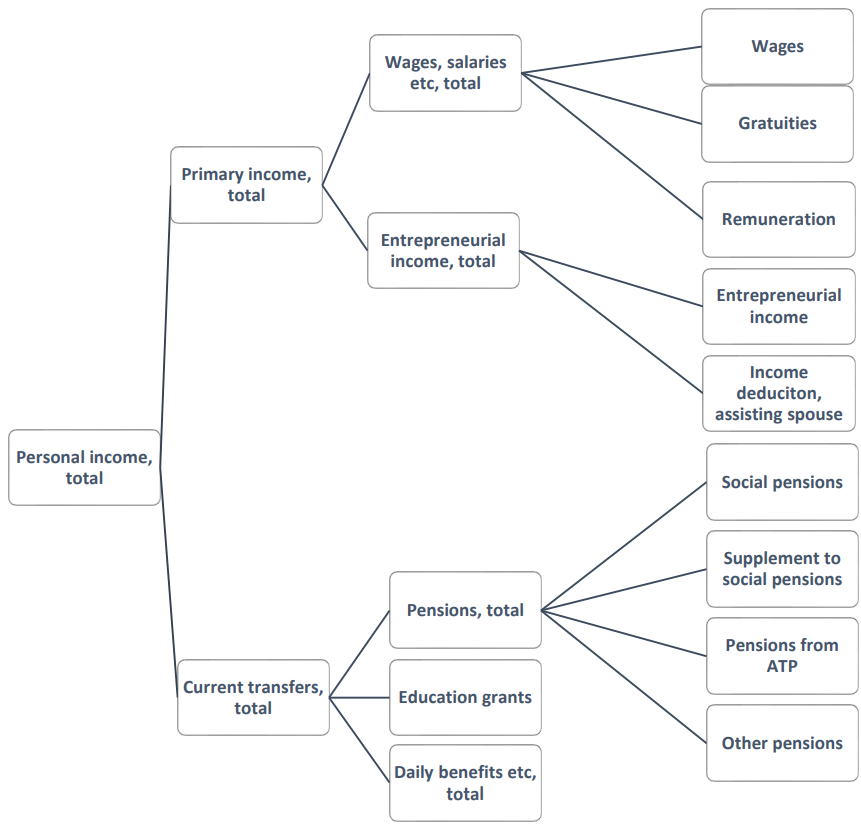 Wages
Wages, salaries
etc, total
Gratuities
Primary income,
total
Remuneration
Entrepreneurial
income, total
Entrepreneurial
income
Income
deduciton,
assisting spouse
Personal income,
total
Social pensions
Supplement to
social pensions
Pensions, total
Pensions from
ATP
Current transfers,
total
Education grants
Other pensions
Daily benefits etc,
total